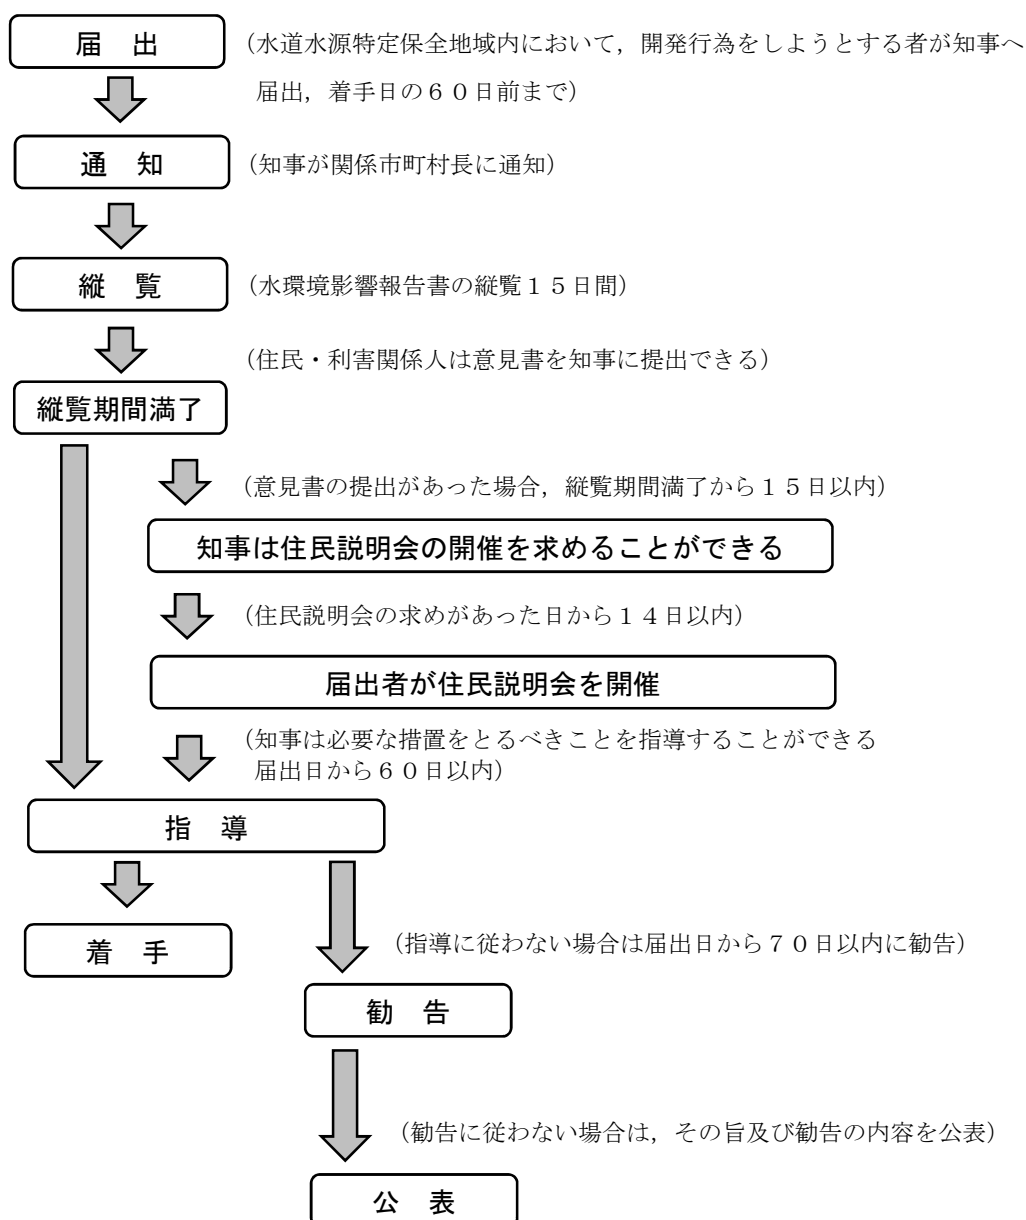 届　出
（水道水源特定保全地域内において，開発行為をしようとする者が知事へ
届出，着手日の６０日前まで）
通　知
（知事が関係市町村長に通知）
縦　覧
（水環境影響報告書の縦覧１５日間）
（住民・利害関係人は意見書を知事に提出できる）
縦覧期間満了
（意見書の提出があった場合，縦覧期間満了から１５日以内）
知事は住民説明会の開催を求めることができる
（住民説明会の求めがあった日から１４日以内）
届出者が住民説明会を開催
（知事は必要な措置をとるべきことを指導することができる
届出日から６０日以内）
指　導
着　手
（指導に従わない場合は届出日から７０日以内に勧告）
勧　告
（勧告に従わない場合は，その旨及び勧告の内容を公表）
公　表